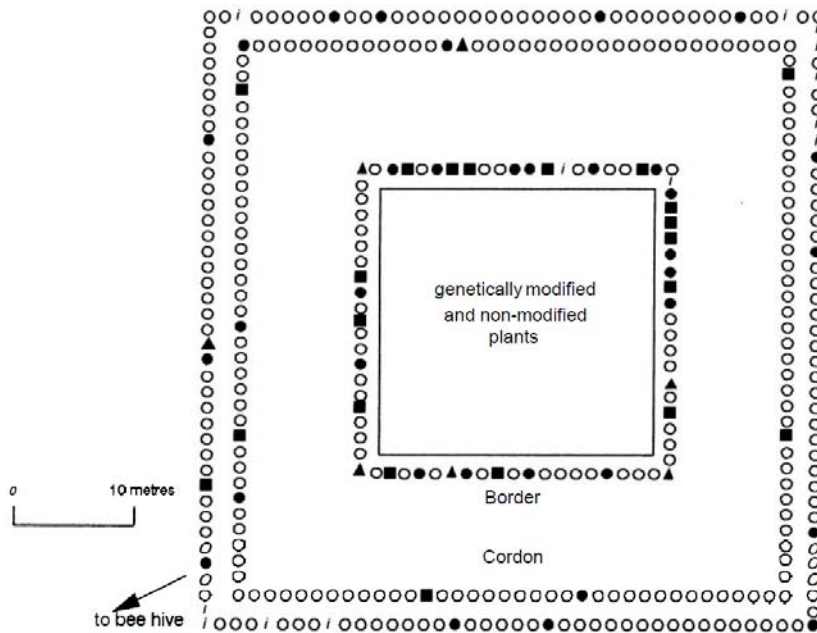 genetically modified
and non-modified
plants
0
10 metres
Border
Cordon
to bee hive